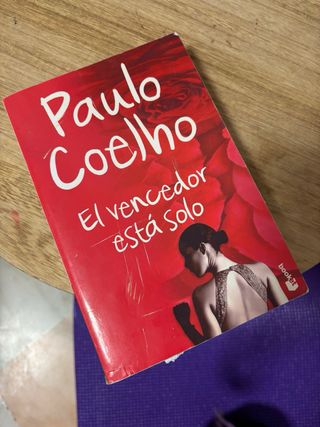 Paulo
Coelho
El vencedor
está solo
booket